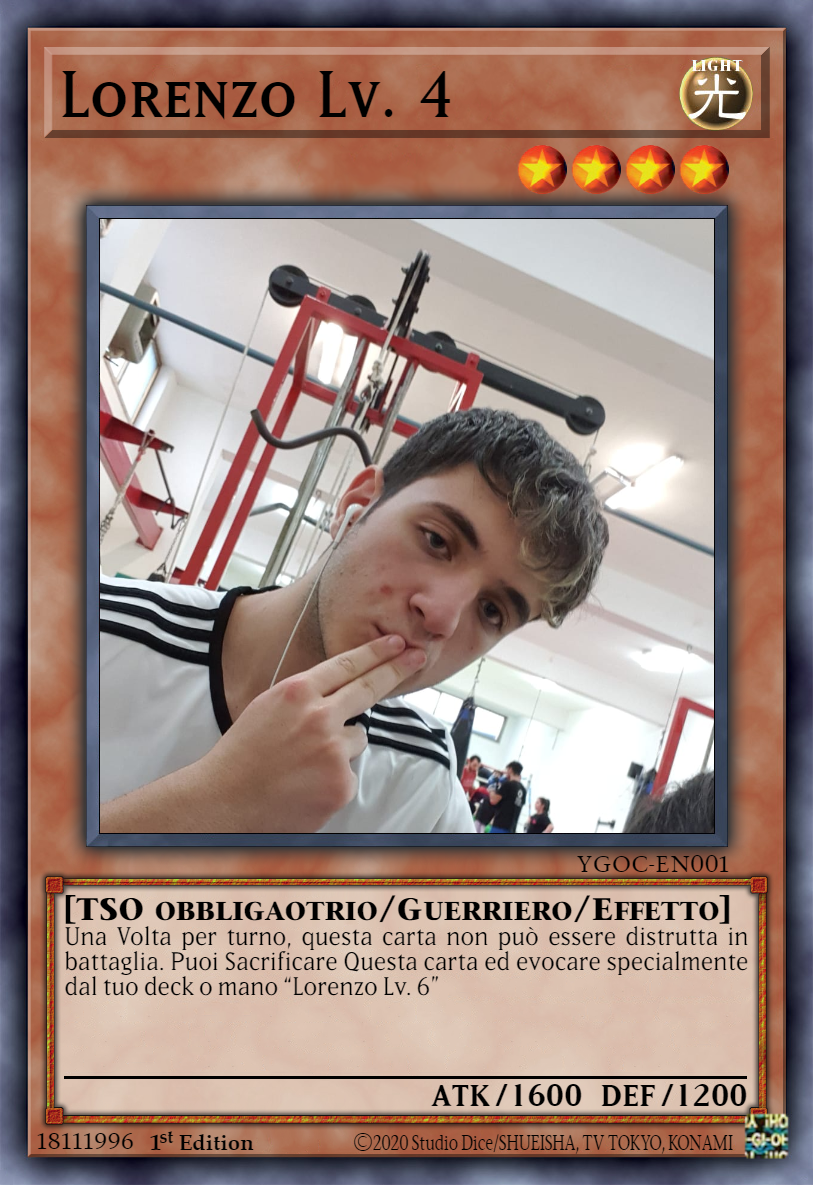 Lorenzo Lv. 4
LIGHT
光
YGOC-EN001
[TSO obbligaotrio/Guerriero/Effetto]
Una Volta per turno, questa carta non può essere distrutta in
battaglia. Puoi Sacrificare Questa carta ed evocare specialmente
dal tuo deck o mano “Lorenzo Lv. 6”
ATK/1600 DEF/1200
18111996 1st Edition ©2020 Studio Dice/SHUEISHA, TV TOKYO, KONAMI